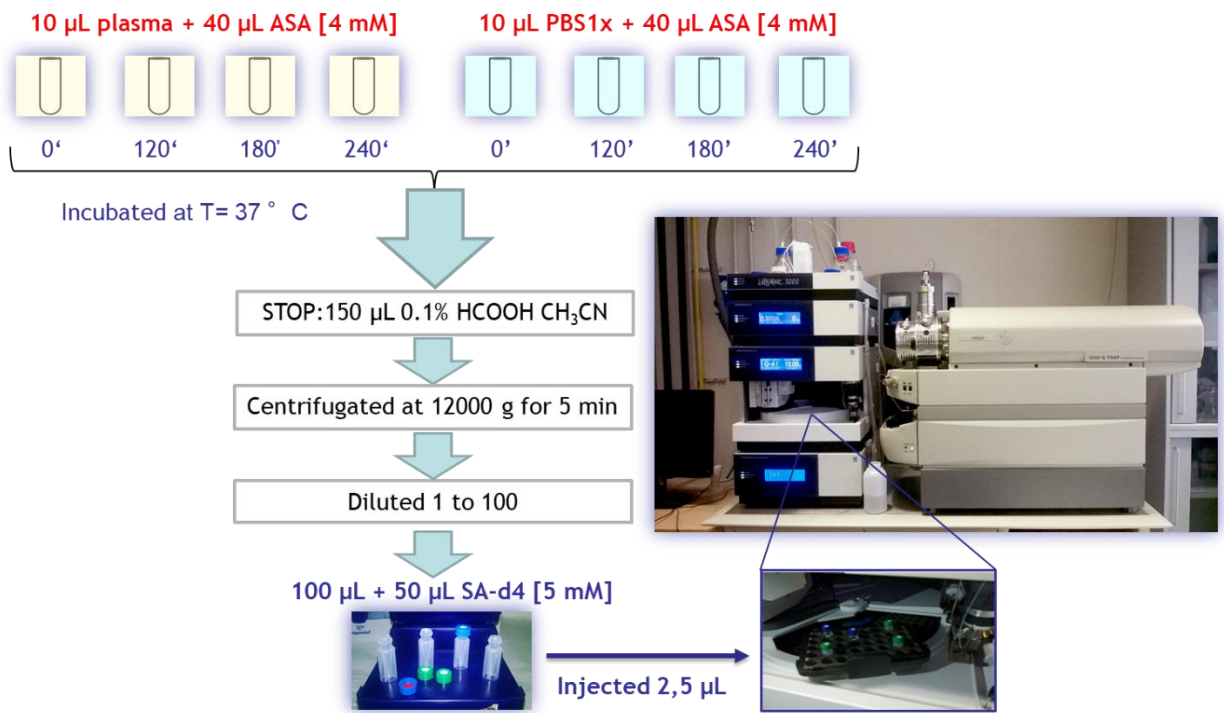 10 µL plasma + 40 µL ASA [4 mM]
10 µL PBS1x + 40 µL ASA [4 mM]
0‘ 120‘ 180' 240‘
0’ 120’ 180’ 240’
Incubated at T= 37 ° C
STOP:150 µL 0.1% HCOOH CH₃CN
Centrifugated at 12000 g for 5 min
Diluted 1 to 100
100 µL + 50 µL SA-d4 [5 mM]
Injected 2,5 µL